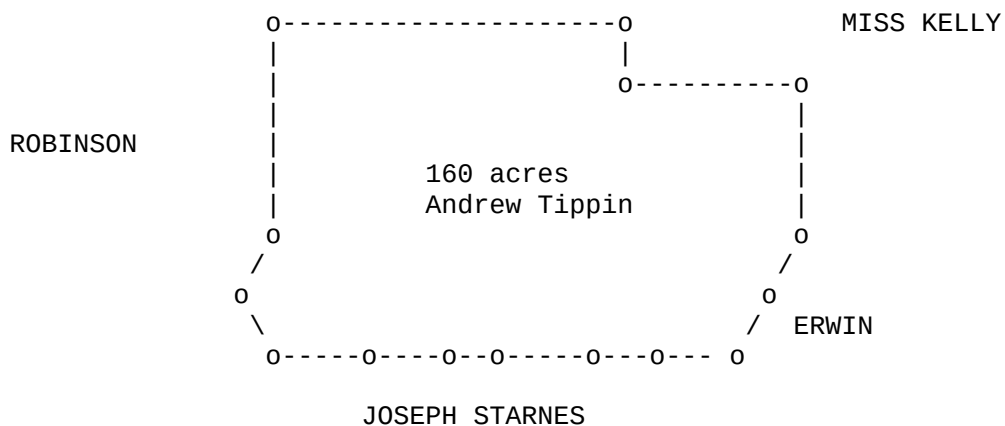 MISS KELLY
ROBINSON
160 acres
Andrew Tippin
ERWIN
JOSEPH STARNES